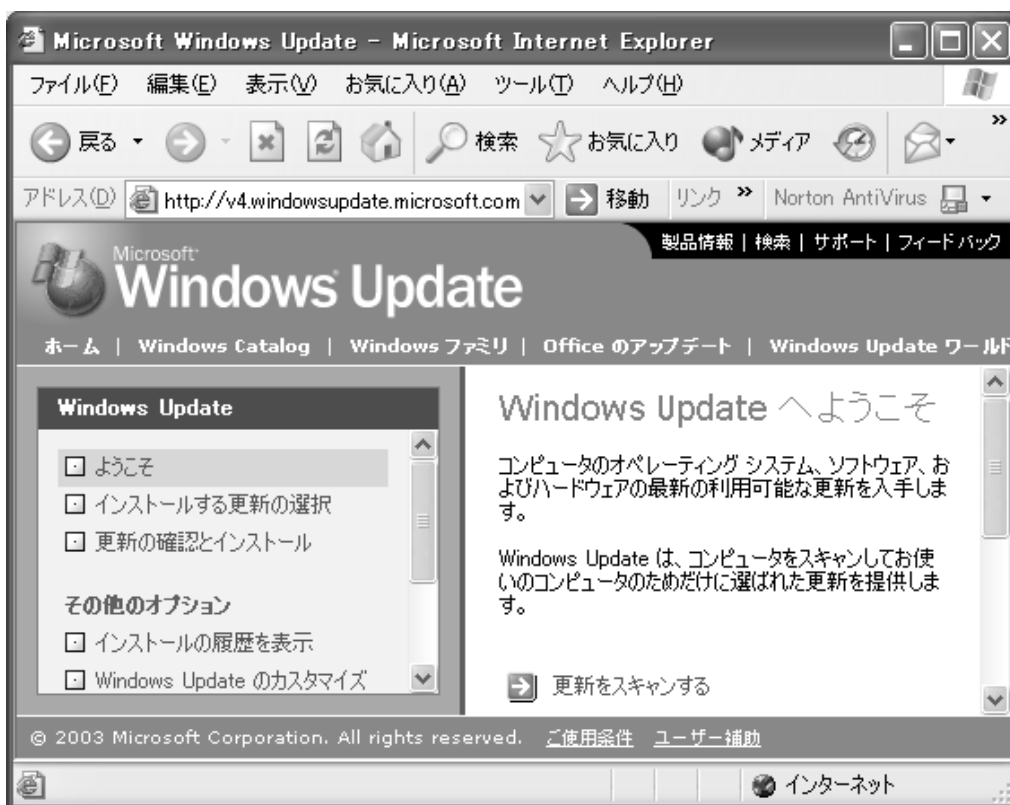 Microsoft Windows Update - Microsoft Internet Explorer
ファイル(F) 編集(E) 表示(V) お気に入り(A) ツール(T) ヘルプ(H)
戻る 検索 お気に入り メディア »
アドレス(D) http://v4.windowsupdate.microsoft.com 移動 リンク » Norton AntiVirus
製品情報 | 検索 | サポート | フィードバック
Microsoft
Windows Update
ホーム | Windows Catalog | Windows ファミリ | Office のアップデート | Windows Update ワールド
Windows Update
ようこそ
インストールする更新の選択
更新の確認とインストール
その他のオプション
インストールの履歴を表示
Windows Update のカスタマイズ
Windows Update へようこそ
コンピュータのオペレーティング システム、ソフトウェア、お
よびハードウェアの最新の利用可能な更新を入手しま
す。
Windows Update は、コンピュータをスキャンしてお使
いのコンピュータのためだけに選ばれた更新を提供しま
す。
更新をスキャンする
© 2003 Microsoft Corporation. All rights reserved. ご使用条件 ユーザー補助
インターネット